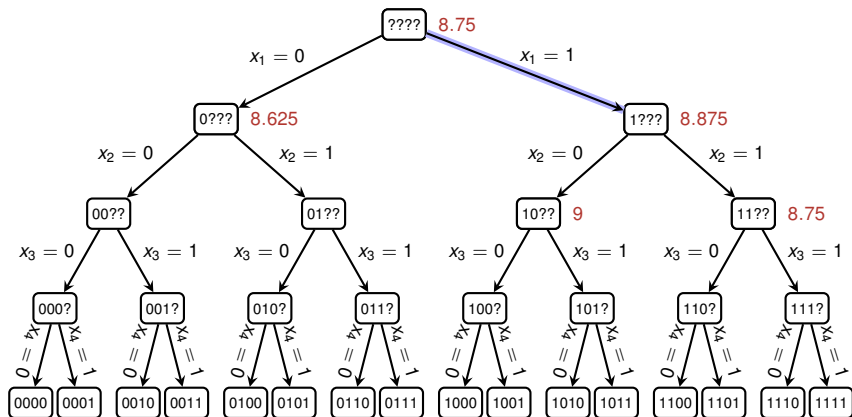 ???? 8.75
x₁ = 0 x₁ = 1
0??? 8.625 1??? 8.875
x₂ = 0 x₂ = 1 x₂ = 0 x₂ = 1
00?? 01?? 10?? 9 11?? 8.75
x₃ = 0 x₃ = 1 x₃ = 0 x₃ = 1 x₃ = 0 x₃ = 1 x₃ = 0 x₃ = 1
000? 001? 010? 011? 100? 101? 110? 111?
x₄ = 0 x₄ = 1 x₄ = 0 x₄ = 1 x₄ = 0 x₄ = 1 x₄ = 0 x₄ = 1 x₄ = 0 x₄ = 1 x₄ = 0 x₄ = 1 x₄ = 0 x₄ = 1 x₄ = 0 x₄ = 1
0000 0001 0010 0011 0100 0101 0110 0111 1000 1001 1010 1011 1100 1101 1110 1111